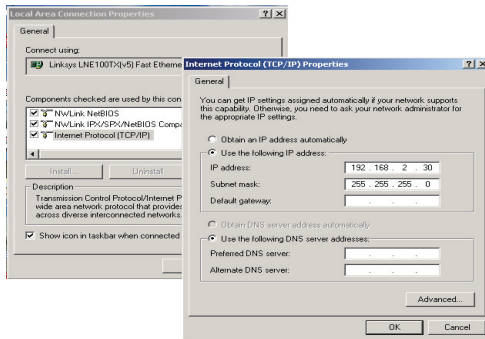 Local Area Connection Properties
General
Connect using:
Linksys LNE100TX(v5) Fast Etherne
Components checked are used by this con
NWLink NetBIOS
NWLink IPX/SPX/NetBIOS Compa
Internet Protocol (TCP/IP)
Install...
Uninstall
Description
Transmission Control Protocol/Internet P
wide area network protocol that provides
across diverse interconnected networks.
Show icon in taskbar when connected
Internet Protocol (TCP/IP) Properties
General
You can get IP settings assigned automatically if your network supports
this capability. Otherwise, you need to ask your network administrator for
the appropriate IP settings.
Obtain an IP address automatically
Use the following IP address:
IP address: 192 . 168 . 2 . 30
Subnet mask: 255 . 255 . 255 . 0
Default gateway: . . .
Obtain DNS server address automatically
Use the following DNS server addresses:
Preferred DNS server: . . .
Alternate DNS server: . . .
Advanced...
OK
Cancel